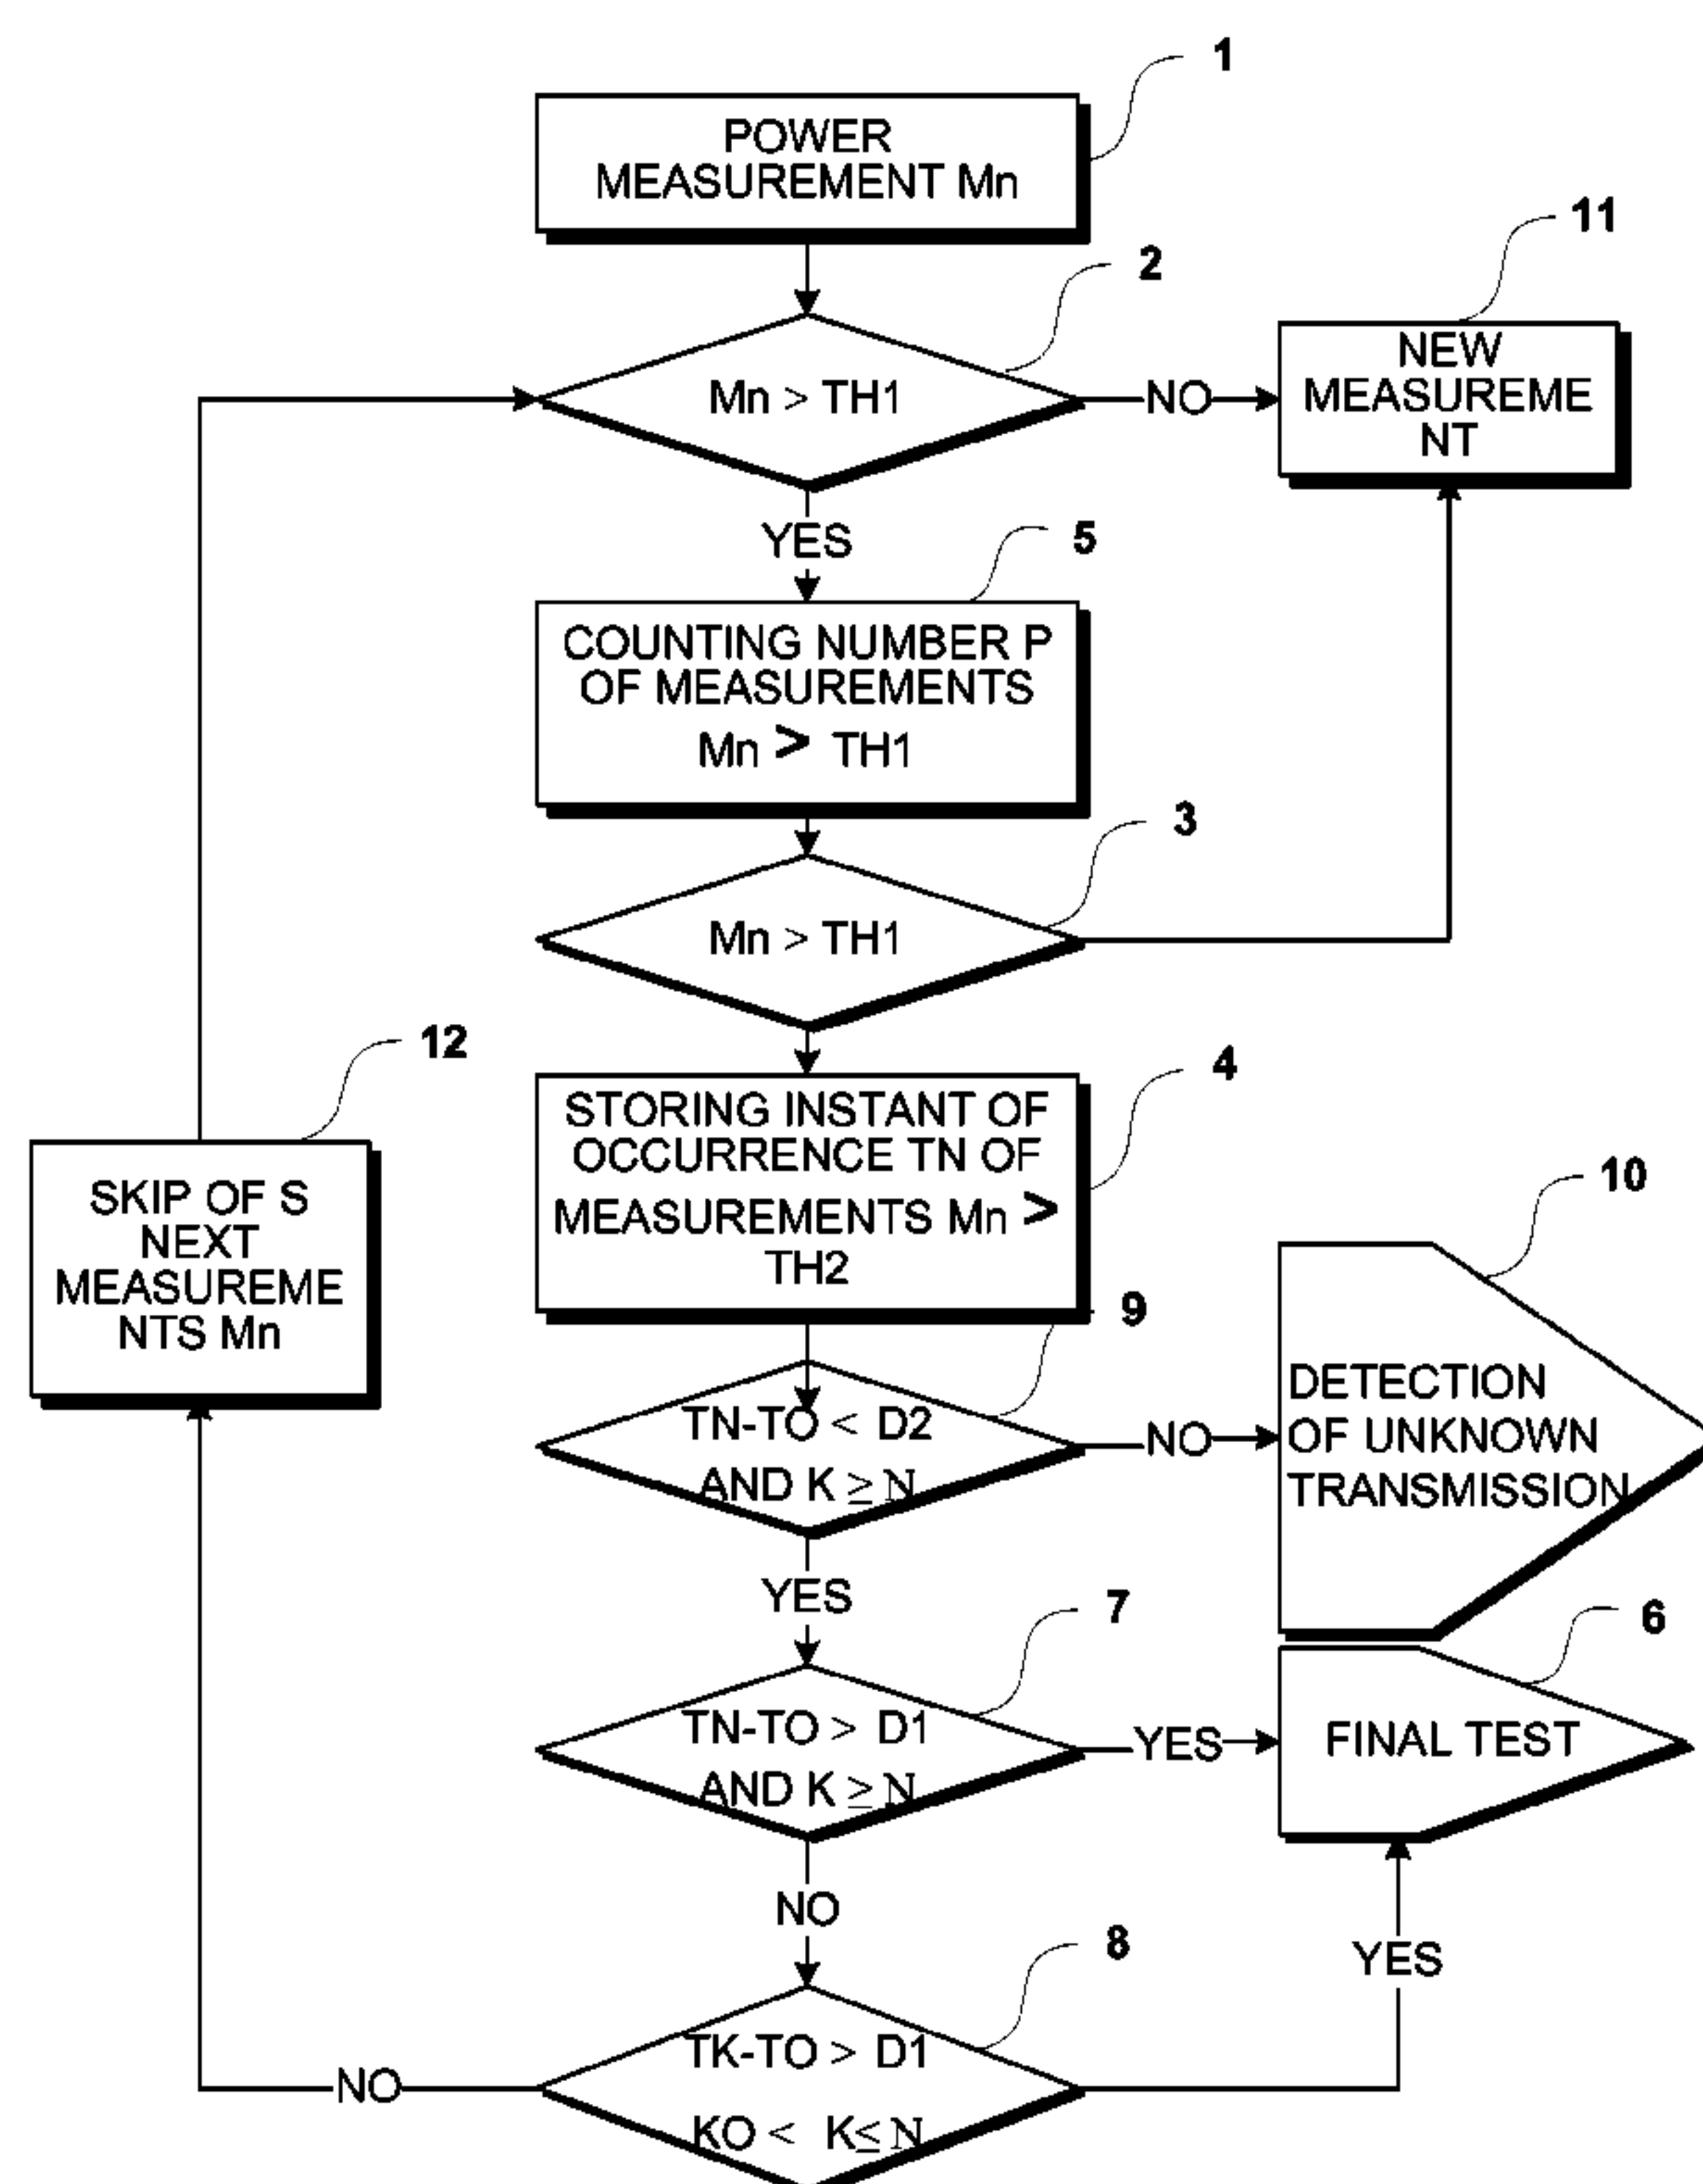 1
POWER
MEASUREMENT Mn
2
11
Mn > TH1
NO
NEW
MEASUREME
NT
YES
5
COUNTING NUMBER P
OF MEASUREMENTS
Mn > TH1
3
Mn > TH1
12
4
STORING INSTANT OF
OCCURRENCE TN OF
MEASUREMENTS Mn >
TH2
SKIP OF S
NEXT
MEASUREME
NTS Mn
10
9
TN-TO < D2
AND K ≥ N
NO
DETECTION
OF UNKNOWN
TRANSMISSION
YES
7
6
TN-TO > D1
AND K ≥ N
YES
FINAL TEST
NO
8
YES
TK-TO > D1
KO < K ≤ N
NO